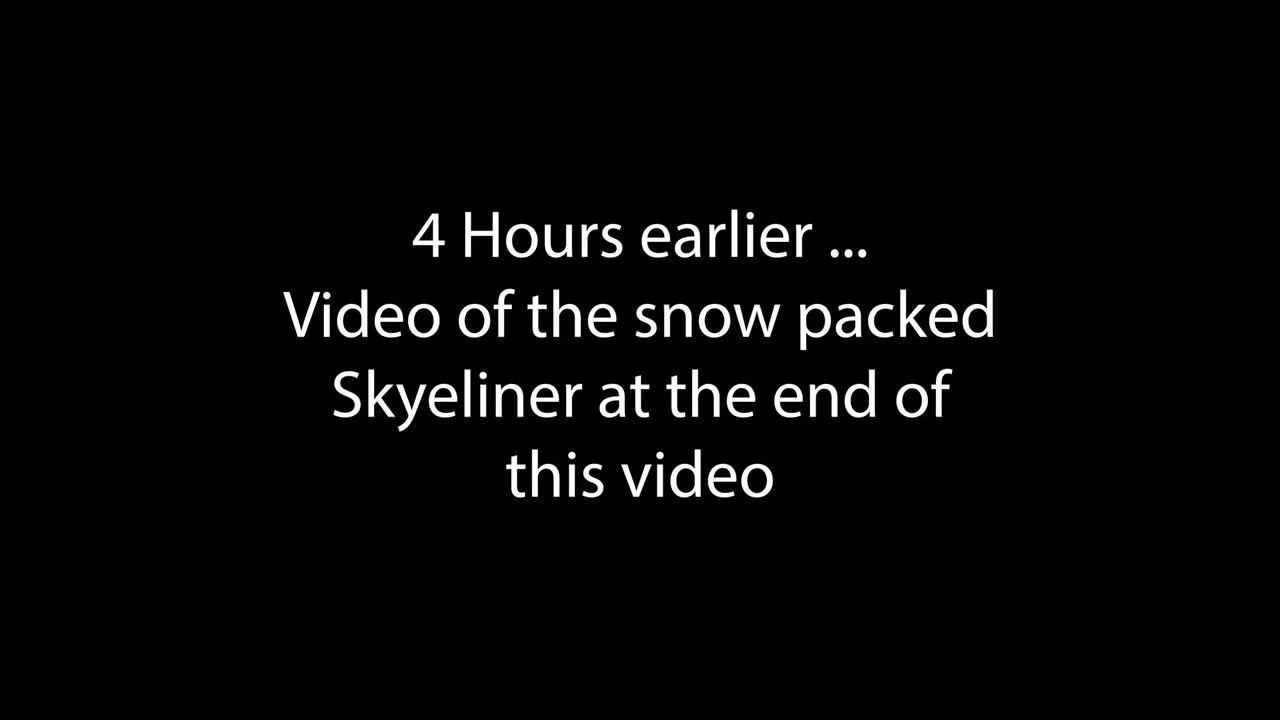 4 Hours earlier ...
Video of the snow packed
Skyeliner at the end of
this video